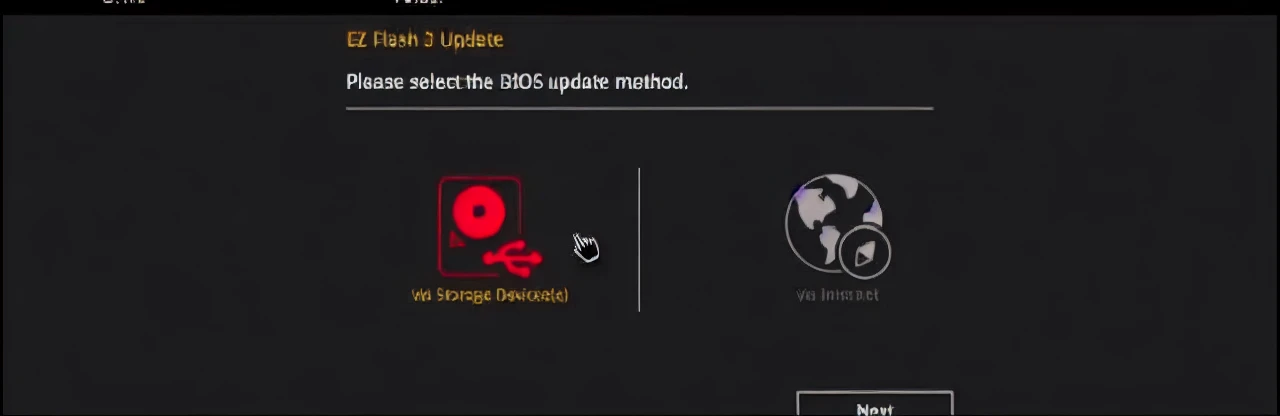 EZ Flash 3 Update
Please select the BIOS update method.
via Storage Device(s)
via Internet
Next